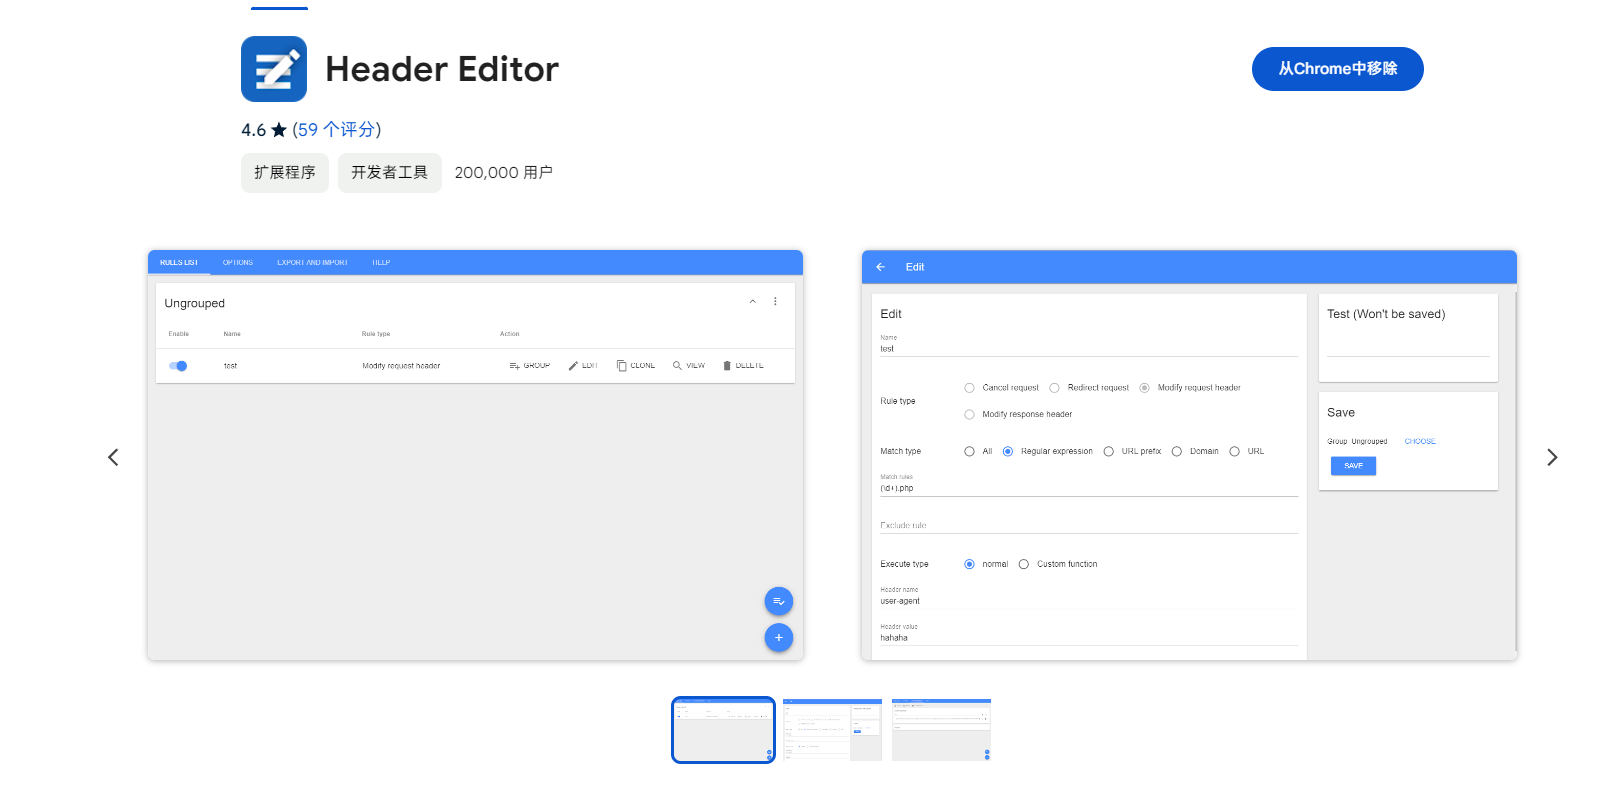 Header Editor
从Chrome中移除
4.6 ★ (59 个评分)
扩展程序 开发者工具 200,000 用户
RULES LIST OPTIONS EXPORT AND IMPORT HELP
Ungrouped
Enable Name Rule type Action
test Modify request header GROUP EDIT CLONE VIEW DELETE
Edit
Edit
Name
test
Rule type
Cancel request Redirect request Modify request header
Modify response header
Match type All Regular expression URL prefix Domain URL
Match rules
(\d+).php
Exclude rule
Execute type normal Custom function
Header name
user-agent
Header value
hahaha
Test (Won't be saved)
Save
Group Ungrouped CHOOSE
SAVE